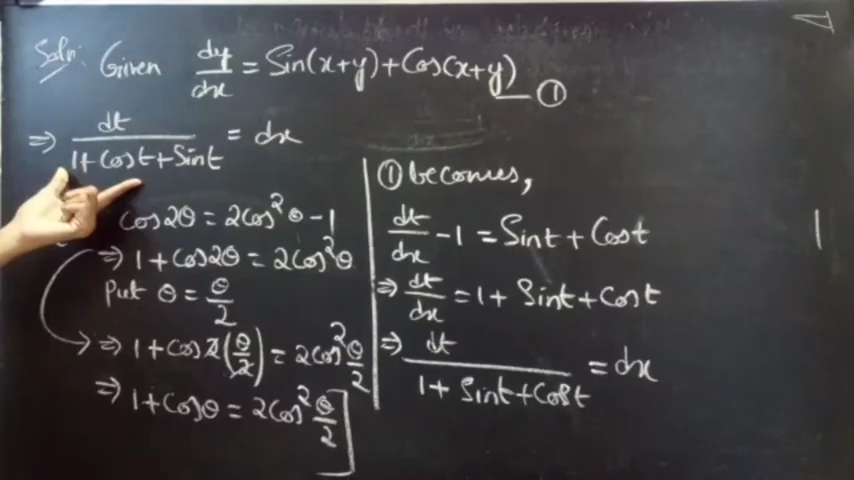 Soln: Given dy/dx = Sin(x+y)+Cos(x+y) — ①
⇒ dt/(1+Cost+Sint) = dx
cos2θ = 2cos²θ - 1
⇒ 1+cos2θ = 2cos²θ
Put θ = θ/2
⇒ 1+cos2(θ/2) = 2cos²θ/2
⇒ 1+cosθ = 2cos²θ/2]
① becomes,
dt/dx - 1 = Sint + Cost
⇒ dt/dx = 1+ Sint + Cost
⇒ dt/(1+ Sint+Cost) = dx